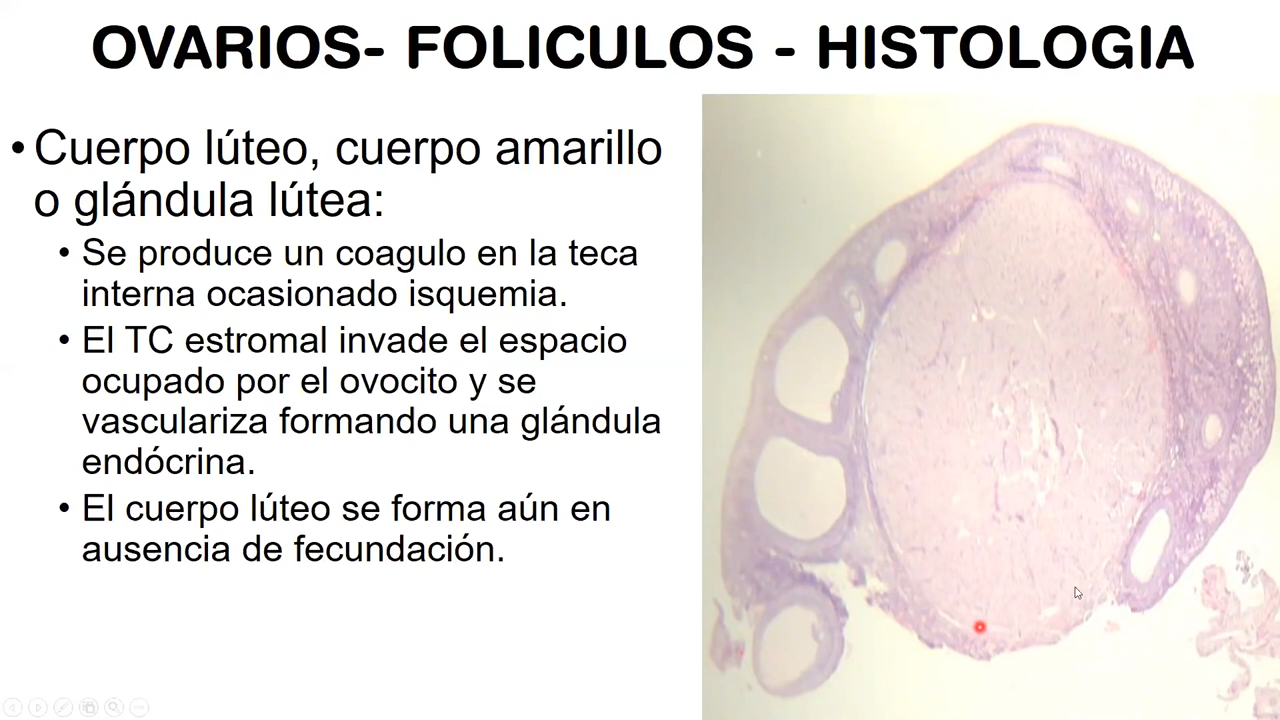 OVARIOS- FOLICULOS - HISTOLOGIA
• Cuerpo lúteo, cuerpo amarillo
o glándula lútea:
• Se produce un coagulo en la teca
interna ocasionado isquemia.
• El TC estromal invade el espacio
ocupado por el ovocito y se
vasculariza formando una glándula
endócrina.
• El cuerpo lúteo se forma aún en
ausencia de fecundación.